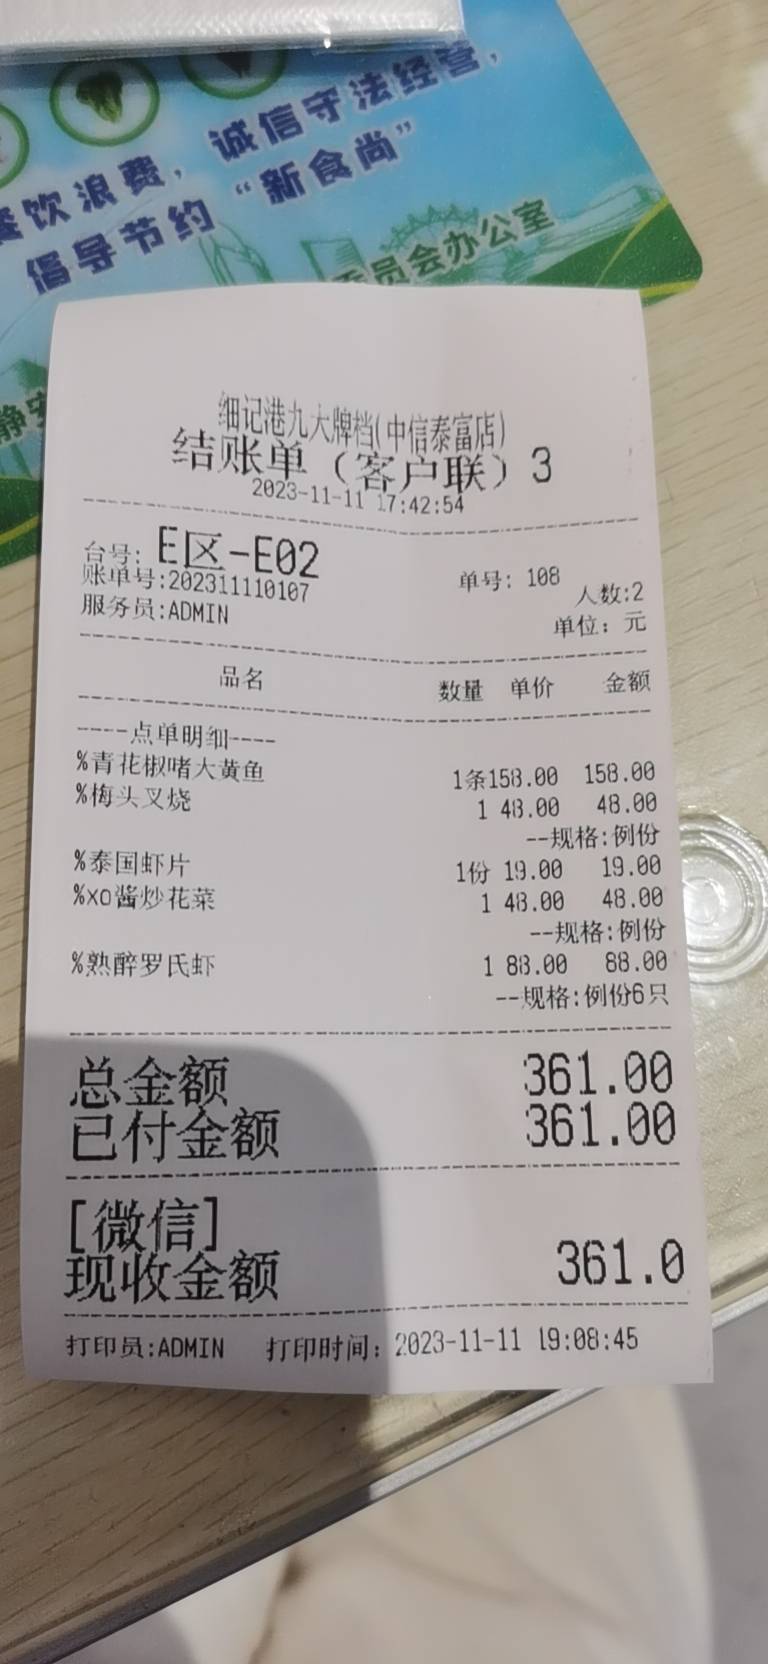 餐饮浪费，诚信守法经营，
倡导节约“新食尚”
委员会办公室
静安
细记港九大牌档(中信泰富店)
结账单（客户联）3
2023-11-11 17:42:54
台号: E区-E02 单号: 108
账单号:202311110107 人数:2
服务员:ADMIN 单位: 元
品名 数量 单价 金额
----点单明细----
%青花椒啫大黄鱼 1条158.00 158.00
%梅头叉烧 1 48.00 48.00
--规格:例份
%泰国虾片 1份 19.00 19.00
%xo酱炒花菜 1 48.00 48.00
--规格:例份
%熟醉罗氏虾 1 88.00 88.00
--规格:例份6只
总金额 361.00
已付金额 361.00
[微信]
现收金额 361.0
打印员:ADMIN 打印时间: 2023-11-11 19:08:45